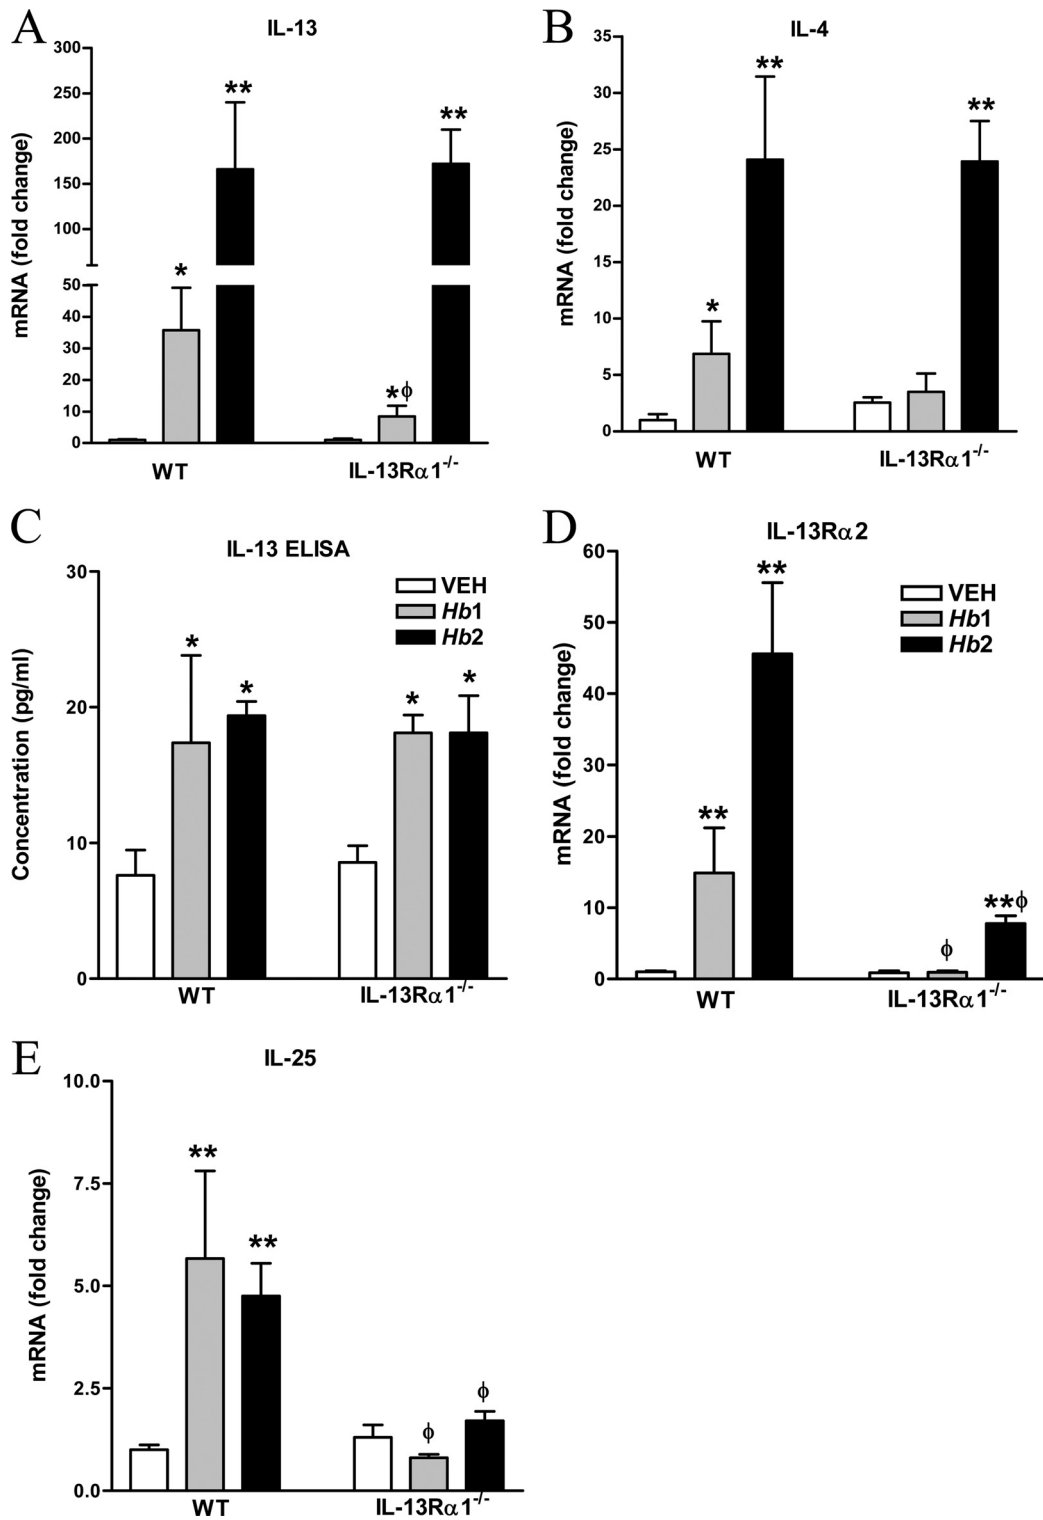 A
IL-13
mRNA (fold change)
300
250
200
150
100
50
40
30
20
10
0
*
**
*ϕ
**
WT
IL-13Rα1-/-
B
IL-4
mRNA (fold change)
35
30
25
20
15
10
5
0
*
**
**
WT
IL-13Rα1-/-
C
IL-13 ELISA
Concentration (pg/ml)
30
20
10
0
VEH
Hb1
Hb2
*
*
*
*
WT
IL-13Rα1-/-
D
IL-13Rα2
mRNA (fold change)
60
50
40
30
20
10
0
VEH
Hb1
Hb2
**
**
ϕ
**ϕ
WT
IL-13Rα1-/-
E
IL-25
mRNA (fold change)
10.0
7.5
5.0
2.5
0.0
**
**
ϕ
ϕ
WT
IL-13Rα1-/-